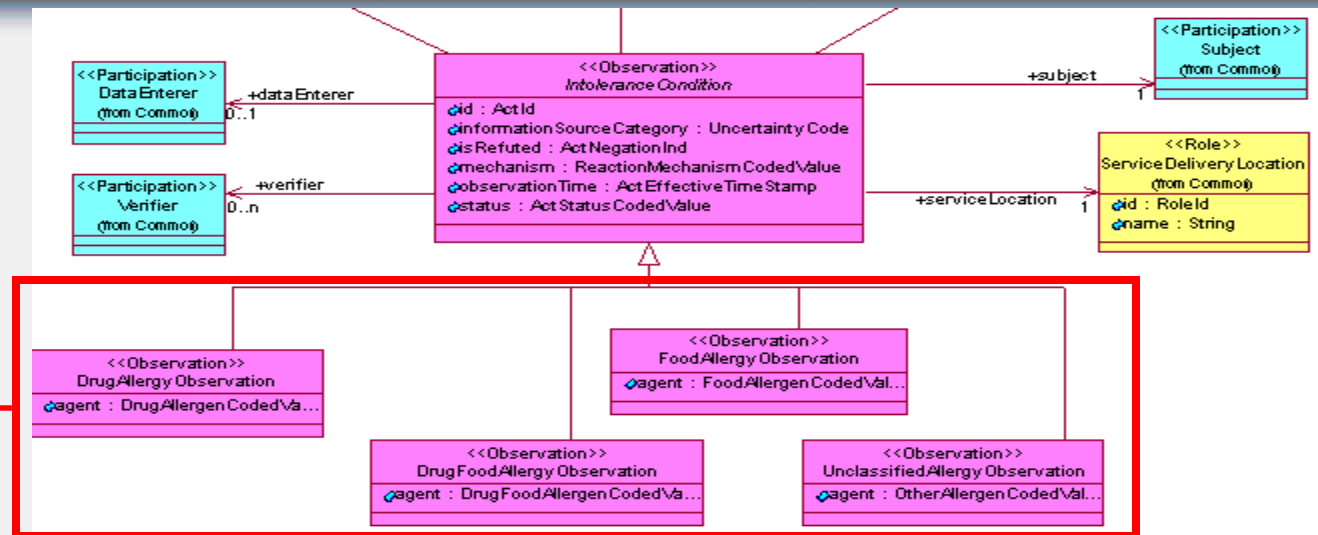 <<Participation>>
DataEnterer
(from Common)
+dataEnterer
0..1
<<Observation>>
IntoleranceCondition
id : ActId
informationSourceCategory : UncertaintyCode
isRefuted : ActNegationInd
mechanism : ReactionMechanismCodedValue
observationTime : ActEffectiveTimeStamp
status : ActStatusCodedValue
+subject
1
<<Participation>>
Subject
(from Common)
<<Participation>>
Verifier
(from Common)
+verifier
0..n
+serviceLocation
1
<<Role>>
ServiceDeliveryLocation
(from Common)
id : RoleId
name : String
<<Observation>>
DrugAllergyObservation
agent : DrugAllergenCodedVa...
<<Observation>>
FoodAllergyObservation
agent : FoodAllergenCodedVal...
<<Observation>>
DrugFoodAllergyObservation
agent : DrugFoodAllergenCodedVa...
<<Observation>>
UnclassifiedAllergyObservation
agent : OtherAllergenCodedVal...